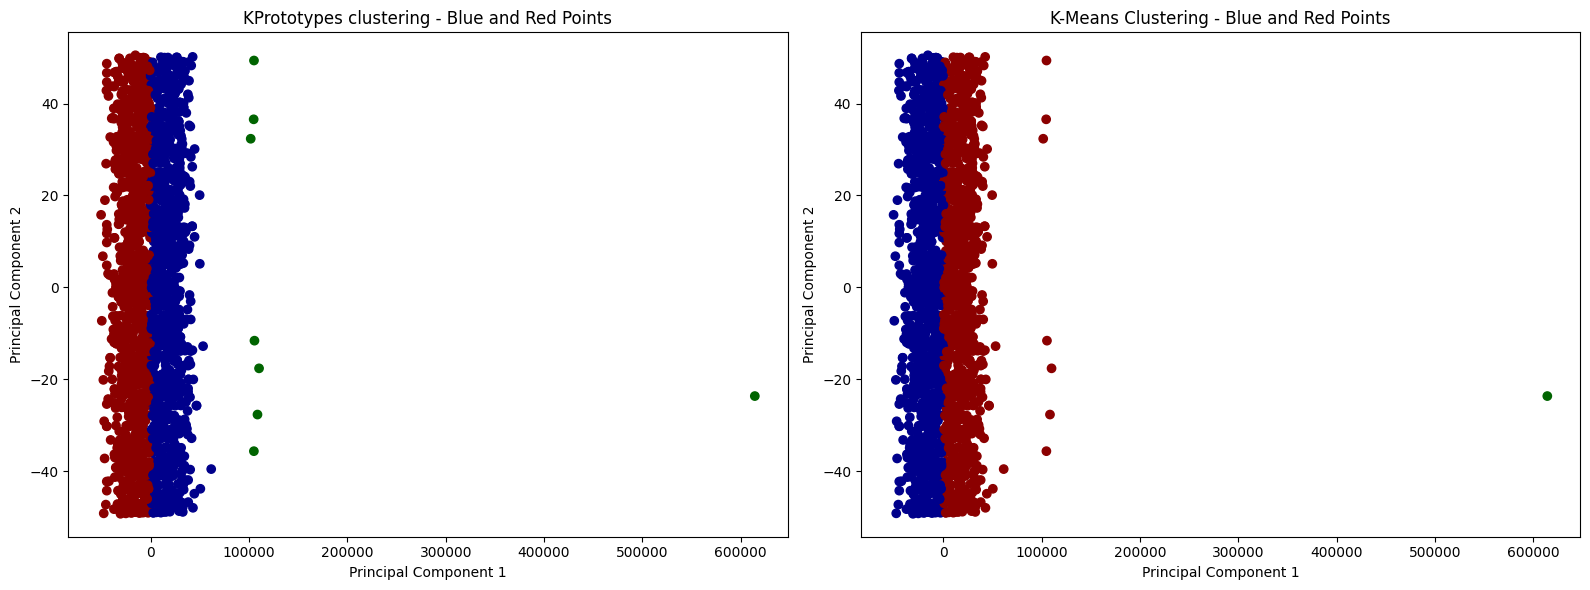 KPrototypes clustering - Blue and Red Points
Principal Component 2
40
20
0
−20
−40
0 100000 200000 300000 400000 500000 600000
Principal Component 1
K-Means Clustering - Blue and Red Points
Principal Component 2
40
20
0
−20
−40
0 100000 200000 300000 400000 500000 600000
Principal Component 1